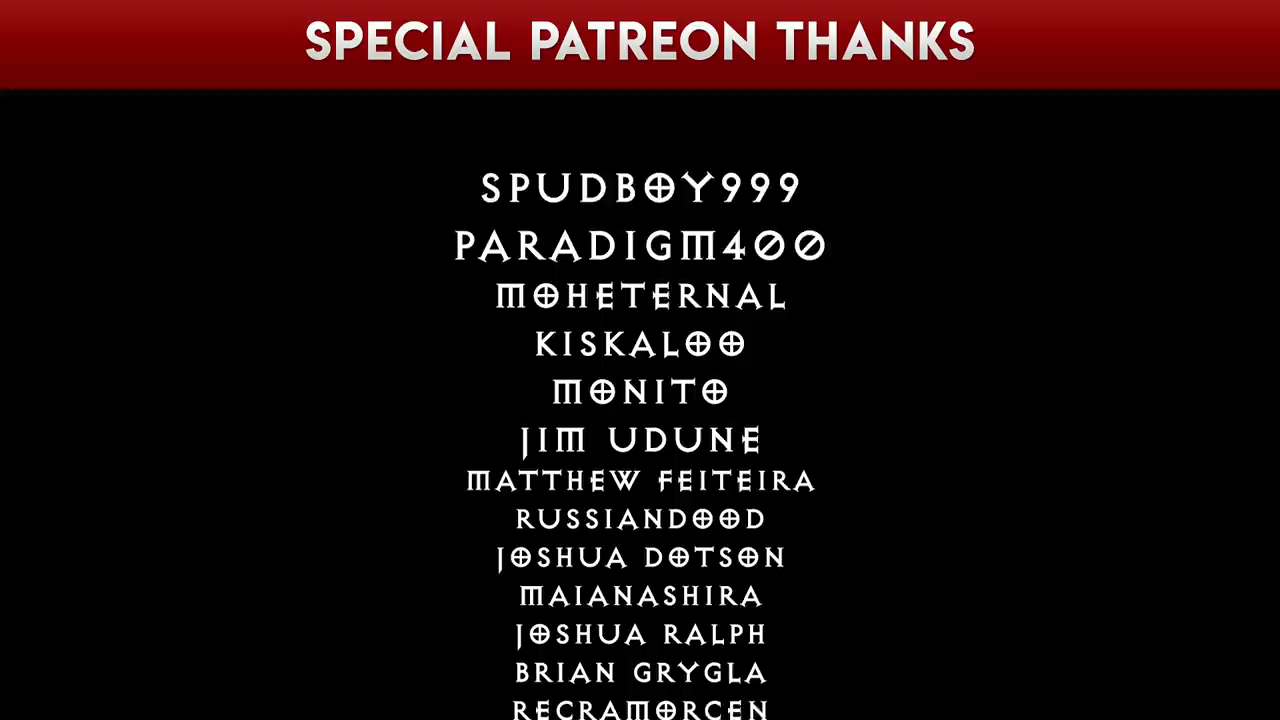 SPECIAL PATREON THANKS
SPUDBOY999
PARADIGM400
MOHETERNAL
KISKALOO
MONITO
JIM UDUNE
MATTHEW FEITEIRA
RUSSIANDOOD
JOSHUA DOTSON
MAIANASHIRA
JOSHUA RALPH
BRIAN GRYGLA
RECRAMORCEN